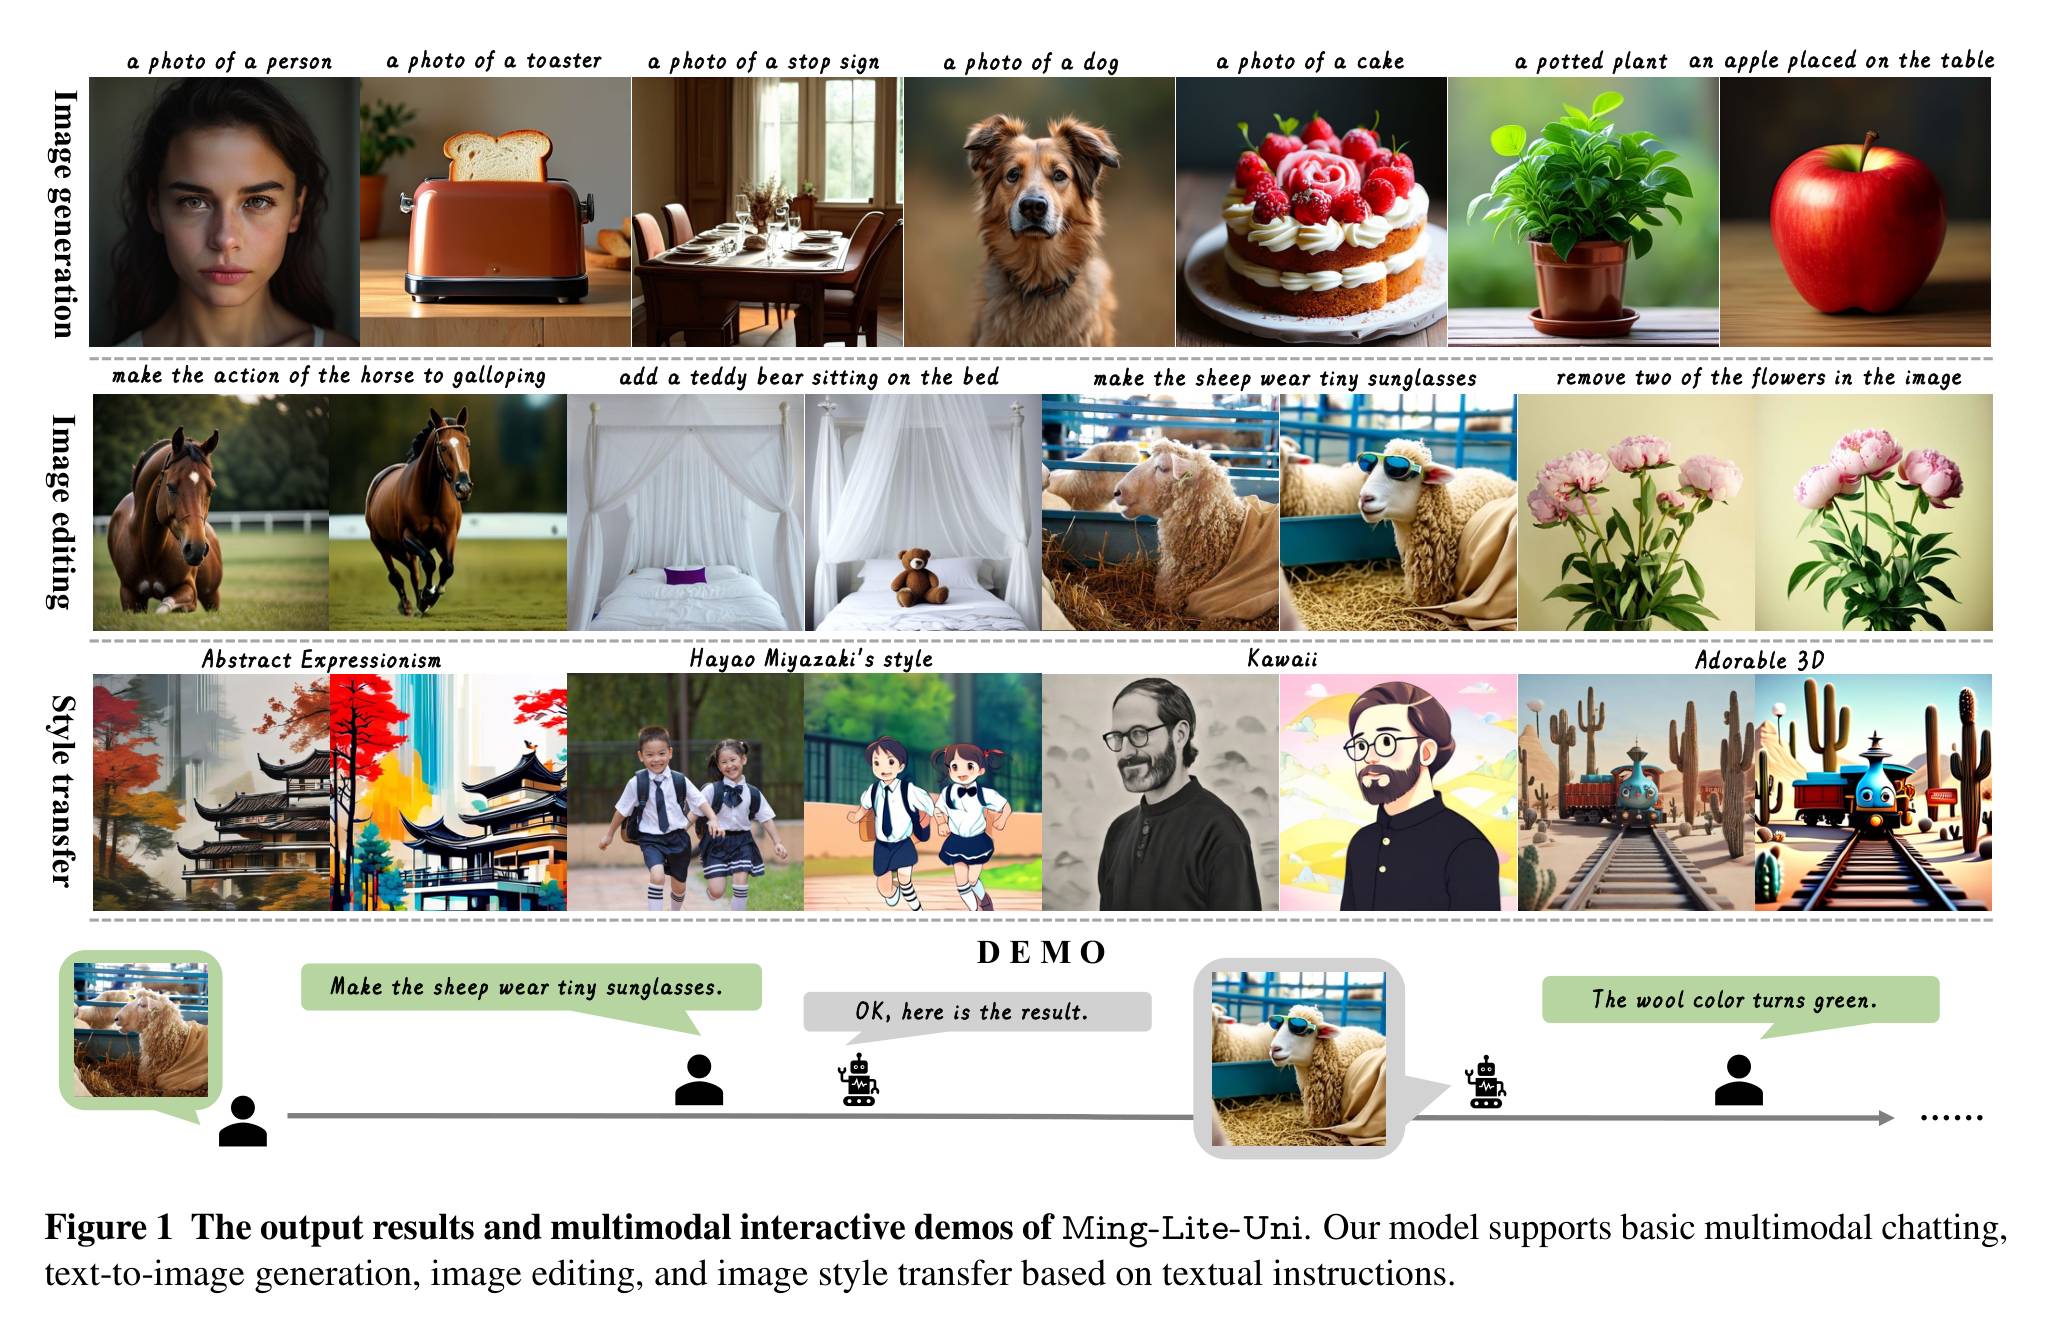 a photo of a person
a photo of a toaster
a photo of a stop sign
a photo of a dog
a photo of a cake
a potted plant
an apple placed on the table
Image generation
make the action of the horse to galloping
add a teddy bear sitting on the bed
make the sheep wear tiny sunglasses
remove two of the flowers in the image
Image editing
Abstract Expressionism
Hayao Miyazaki's style
Kawaii
Adorable 3D
Style transfer
DEMO
Make the sheep wear tiny sunglasses.
OK, here is the result.
The wool color turns green.
......
Figure 1 The output results and multimodal interactive demos of Ming-Lite-Uni. Our model supports basic multimodal chatting,
text-to-image generation, image editing, and image style transfer based on textual instructions.